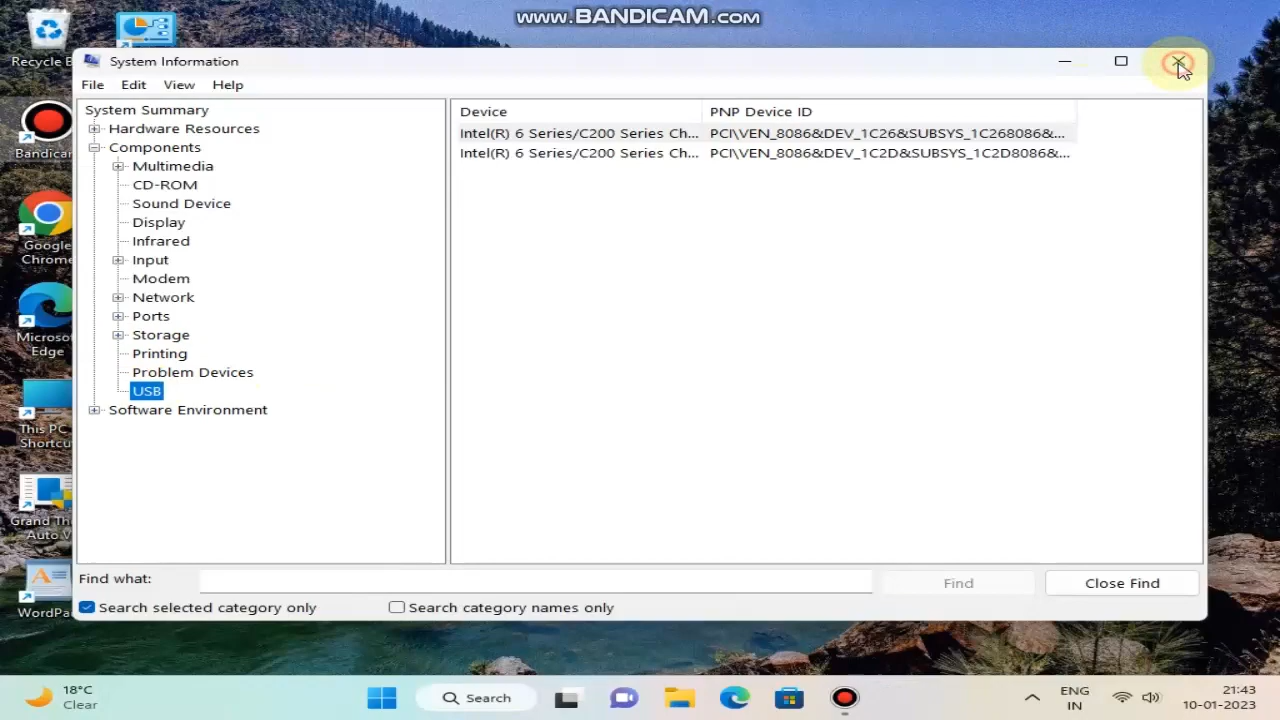 www.BANDICAM.com
Recycle B
System Information
File Edit View Help
System Summary
Hardware Resources
Components
Multimedia
CD-ROM
Sound Device
Display
Infrared
Input
Modem
Network
Ports
Storage
Printing
Problem Devices
USB
Software Environment
Device PNP Device ID
Intel(R) 6 Series/C200 Series Ch... PCI\VEN_8086&DEV_1C26&SUBSYS_1C268086&...
Intel(R) 6 Series/C200 Series Ch... PCI\VEN_8086&DEV_1C2D&SUBSYS_1C2D8086&...
Find what: Find Close Find
Search selected category only Search category names only
Bandicam
Google
Chrome
Microsof
Edge
This PC
Shortcu
Grand The
Auto V
WordPa
18°C
Clear
Search
ENG
IN
21:43
10-01-2023